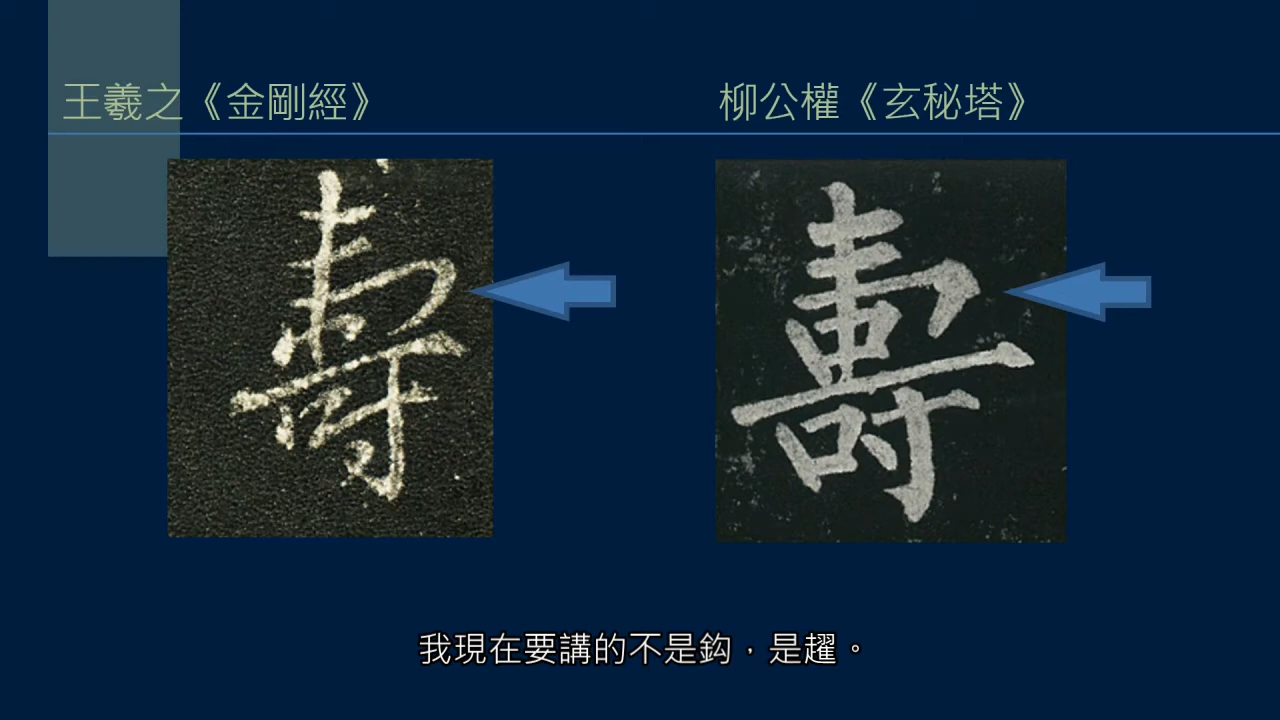 王羲之《金剛經》
柳公權《玄秘塔》
壽
壽
我現在要講的不是鈎，是趯。